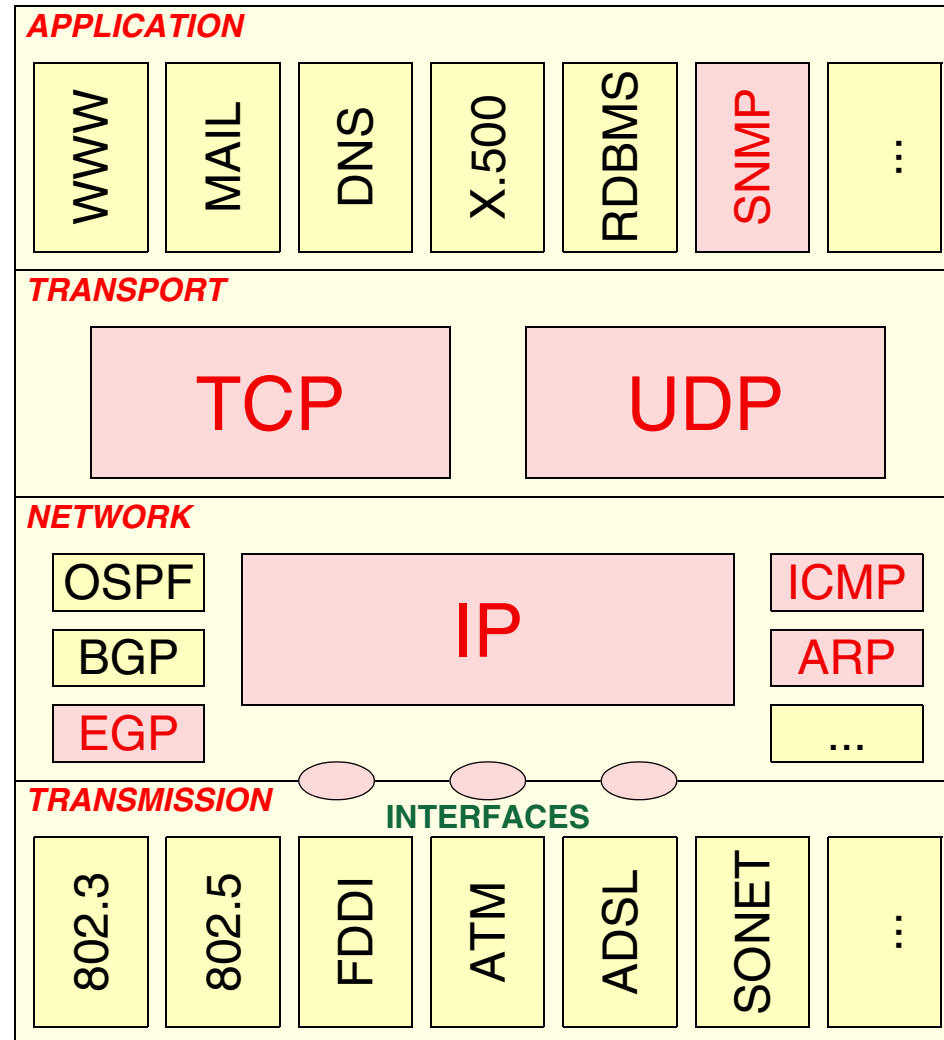 APPLICATION
WWW
MAIL
DNS
X.500
RDBMS
SNMP
...
TRANSPORT
TCP
UDP
NETWORK
OSPF
BGP
EGP
IP
ICMP
ARP
...
TRANSMISSION
INTERFACES
802.3
802.5
FDDI
ATM
ADSL
SONET
...